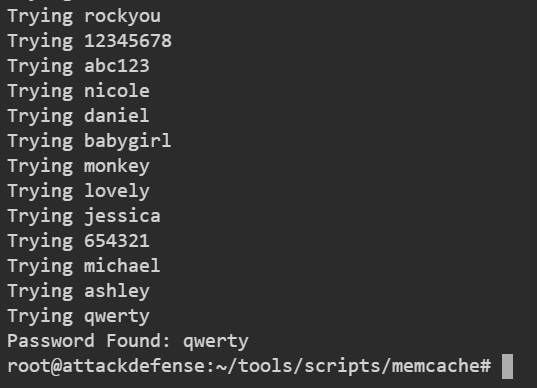 Trying rockyou
Trying 12345678
Trying abc123
Trying nicole
Trying daniel
Trying babygirl
Trying monkey
Trying lovely
Trying jessica
Trying 654321
Trying michael
Trying ashley
Trying qwerty
Password Found: qwerty
root@attackdefense:~/tools/scripts/memcache#